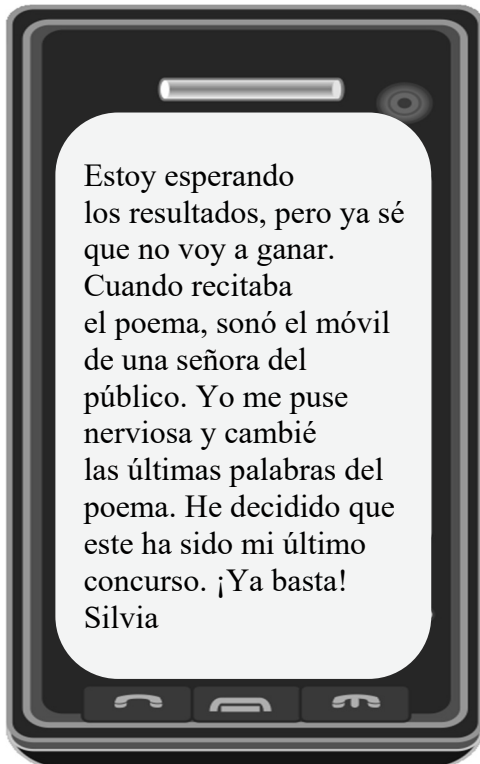 Estoy esperando
los resultados, pero ya sé
que no voy a ganar.
Cuando recitaba
el poema, sonó el móvil
de una señora del
público. Yo me puse
nerviosa y cambié
las últimas palabras del
poema. He decidido que
este ha sido mi último
concurso. ¡Ya basta!
Silvia